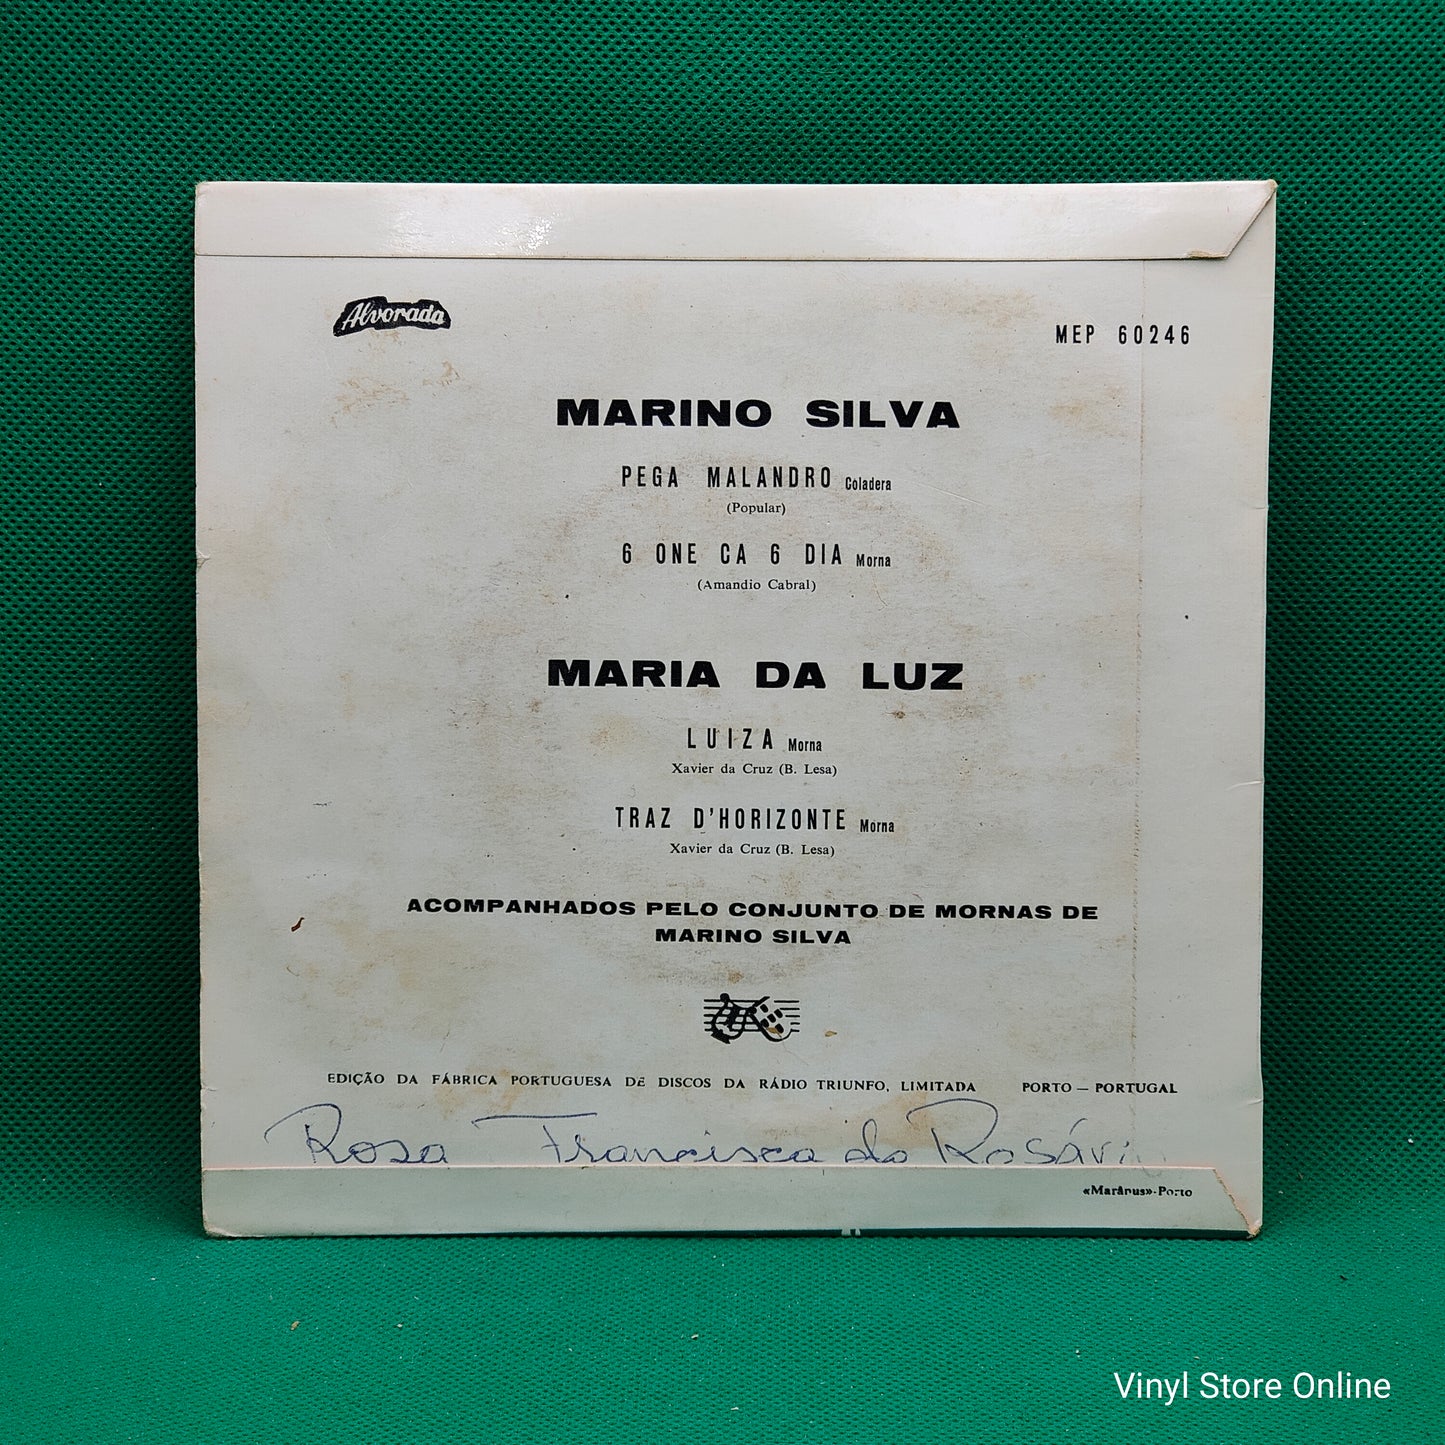 Alvorada
MEP 60246
MARINO SILVA
PEGA MALANDRO Coladera
(Popular)
6 ONE CA 6 DIA Morna
(Amandio Cabral)
MARIA DA LUZ
LUIZA Morna
Xavier da Cruz (B. Lesa)
TRAZ D'HORIZONTE Morna
Xavier da Cruz (B. Lesa)
ACOMPANHADOS PELO CONJUNTO DE MORNAS DE
MARINO SILVA
EDIÇÃO DA FÁBRICA PORTUGUESA DE DISCOS DA RÁDIO TRIUNFO, LIMITADA PORTO — PORTUGAL
Rosa Francisca do Rosário
«Marânus»-Porto
Vinyl Store Online